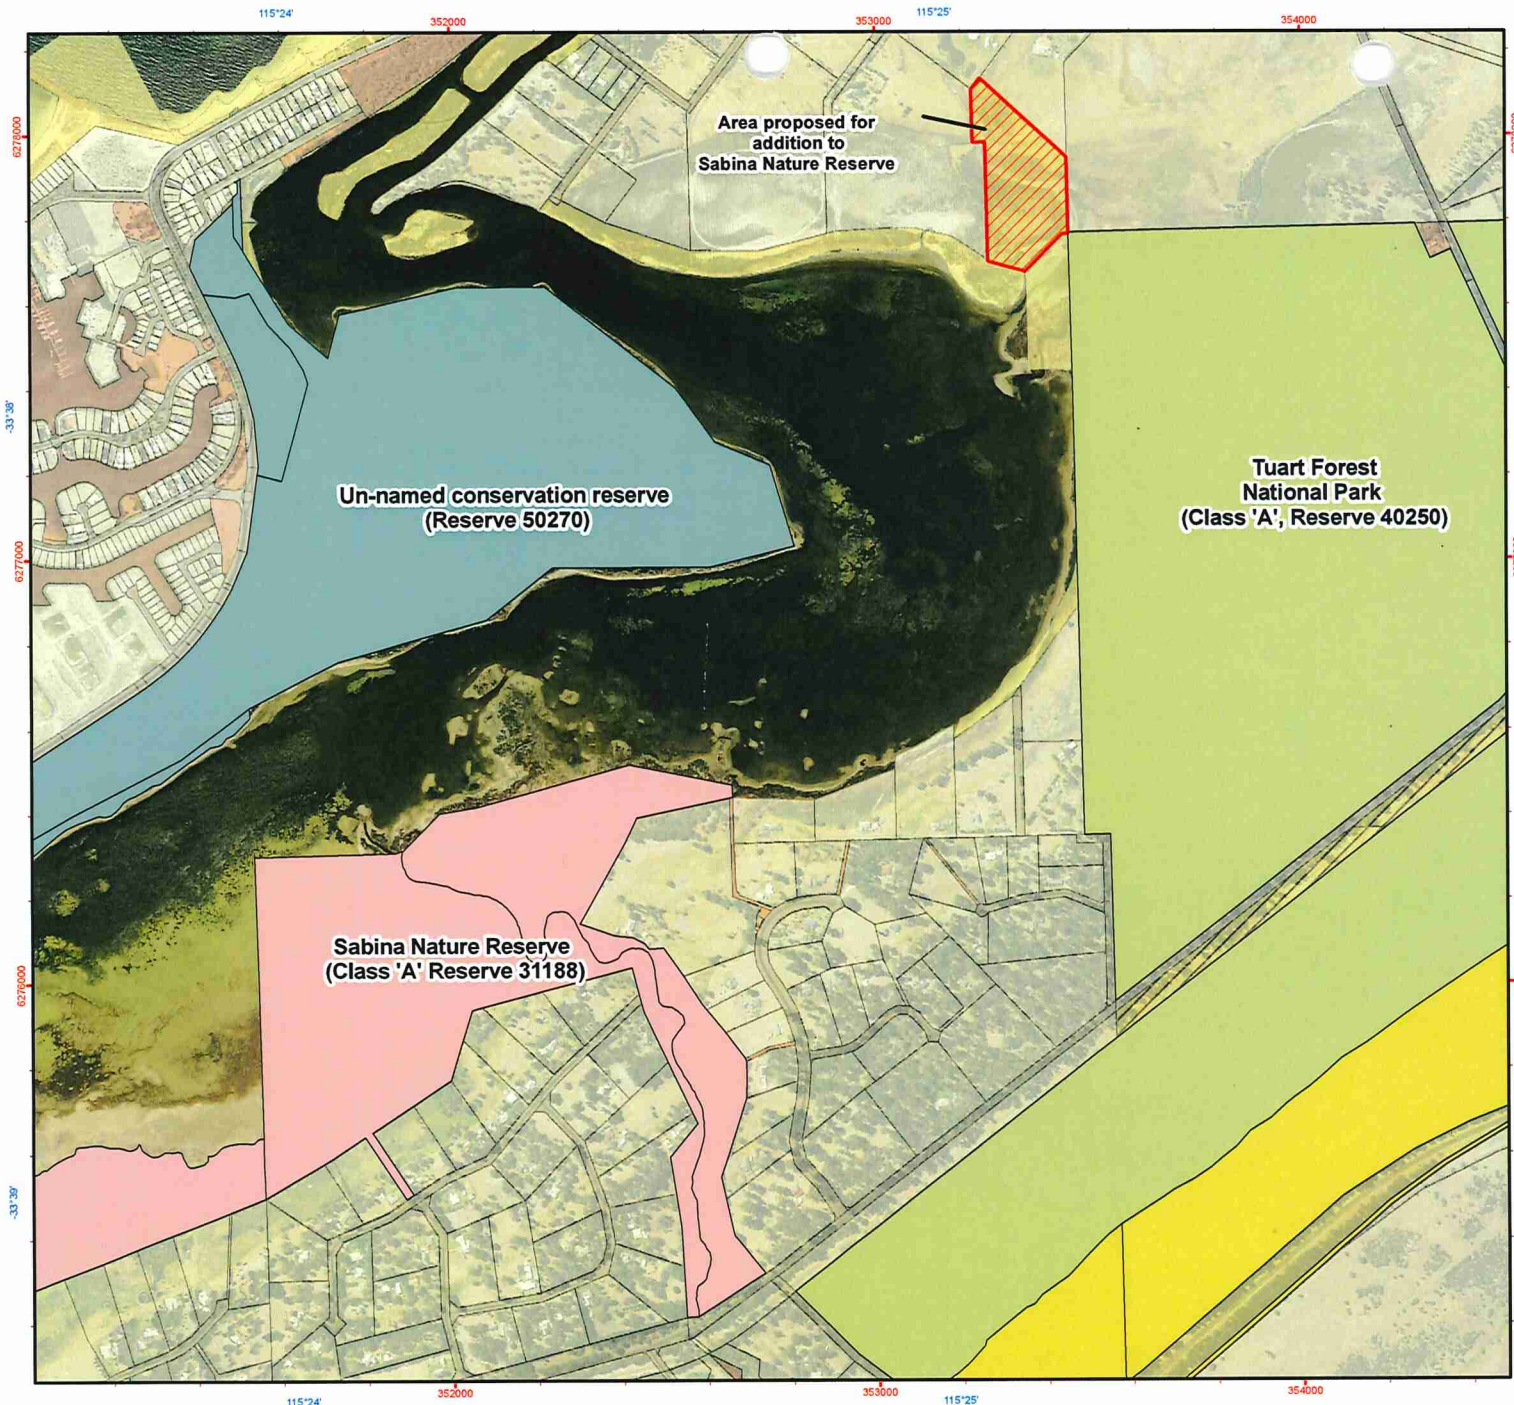 115°24'
352000
353000
115°25'
354000
6278000
Area proposed for
addition to
Sabina Nature Reserve
-33°38'
Tuart Forest
National Park
(Class 'A', Reserve 40250)
Un-named conservation reserve
(Reserve 50270)
6277000
Sabina Nature Reserve
(Class 'A' Reserve 31188)
6276000
-33°39'
115°24'
352000
353000
115°25'
354000